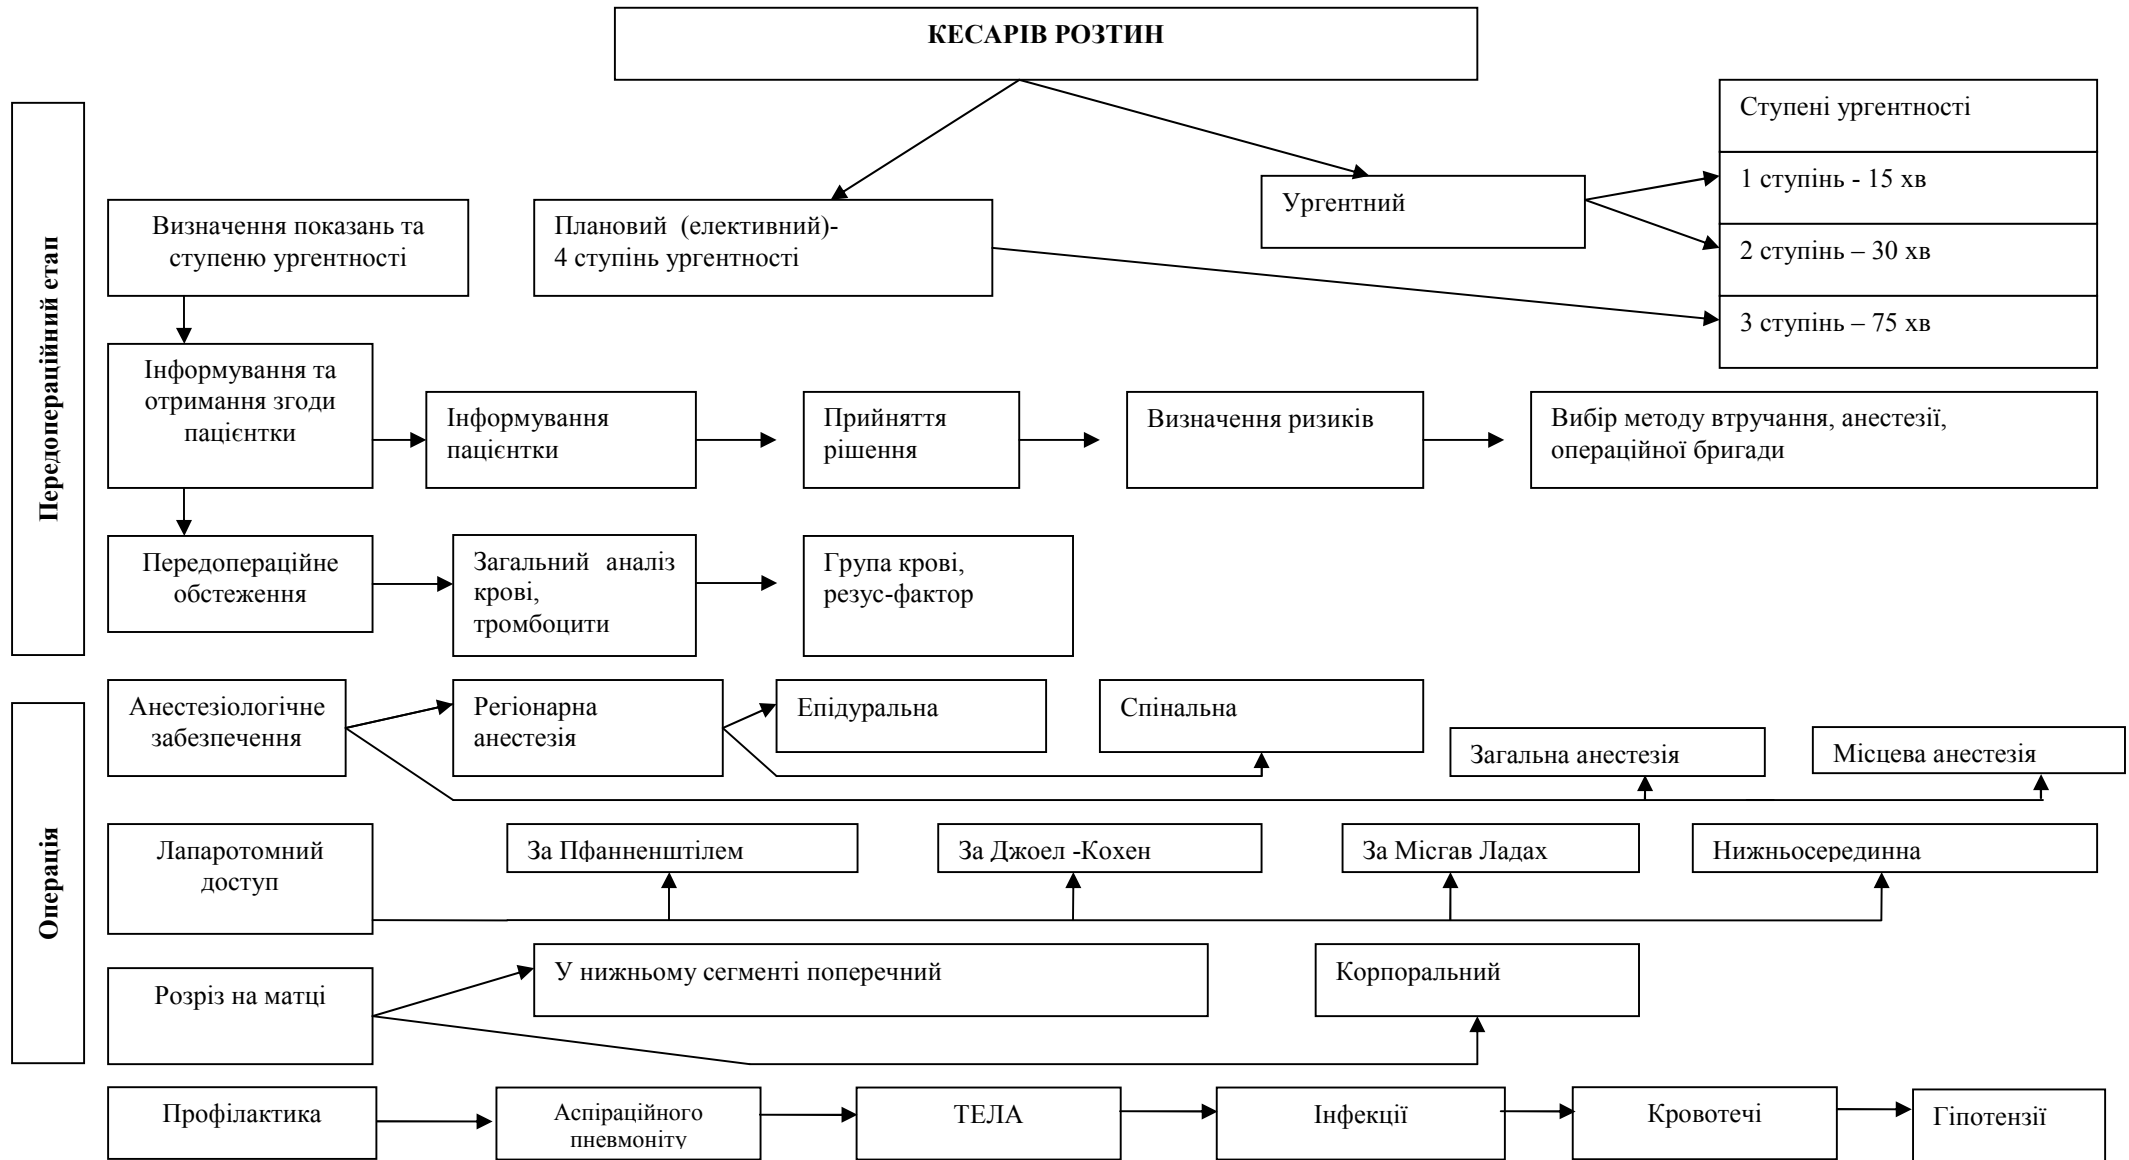 КЕСАРІВ РОЗТИН
Ступені ургентності
1 ступінь - 15 хв
2 ступінь – 30 хв
3 ступінь – 75 хв
Ургентний
Плановий (елективний)-
4 ступінь ургентності
Передопераційний етап
Визначення показань та
ступеню ургентності
Інформування та
отримання згоди
пацієнтки
Інформування
пацієнтки
Прийняття
рішення
Визначення ризиків
Вибір методу втручання, анестезії,
операційної бригади
Передопераційне
обстеження
Загальний аналіз
крові,
тромбоцити
Група крові,
резус-фактор
Операція
Анестезіологічне
забезпечення
Регіонарна
анестезія
Епідуральна
Спінальна
Загальна анестезія
Місцева анестезія
Лапаротомний
доступ
За Пфанненштілем
За Джоел -Кохен
За Місгав Ладах
Нижньосерединна
Розріз на матці
У нижньому сегменті поперечний
Корпоральний
Профілактика
Аспіраційного
пневмоніту
ТЕЛА
Інфекції
Кровотечі
Гіпотензії